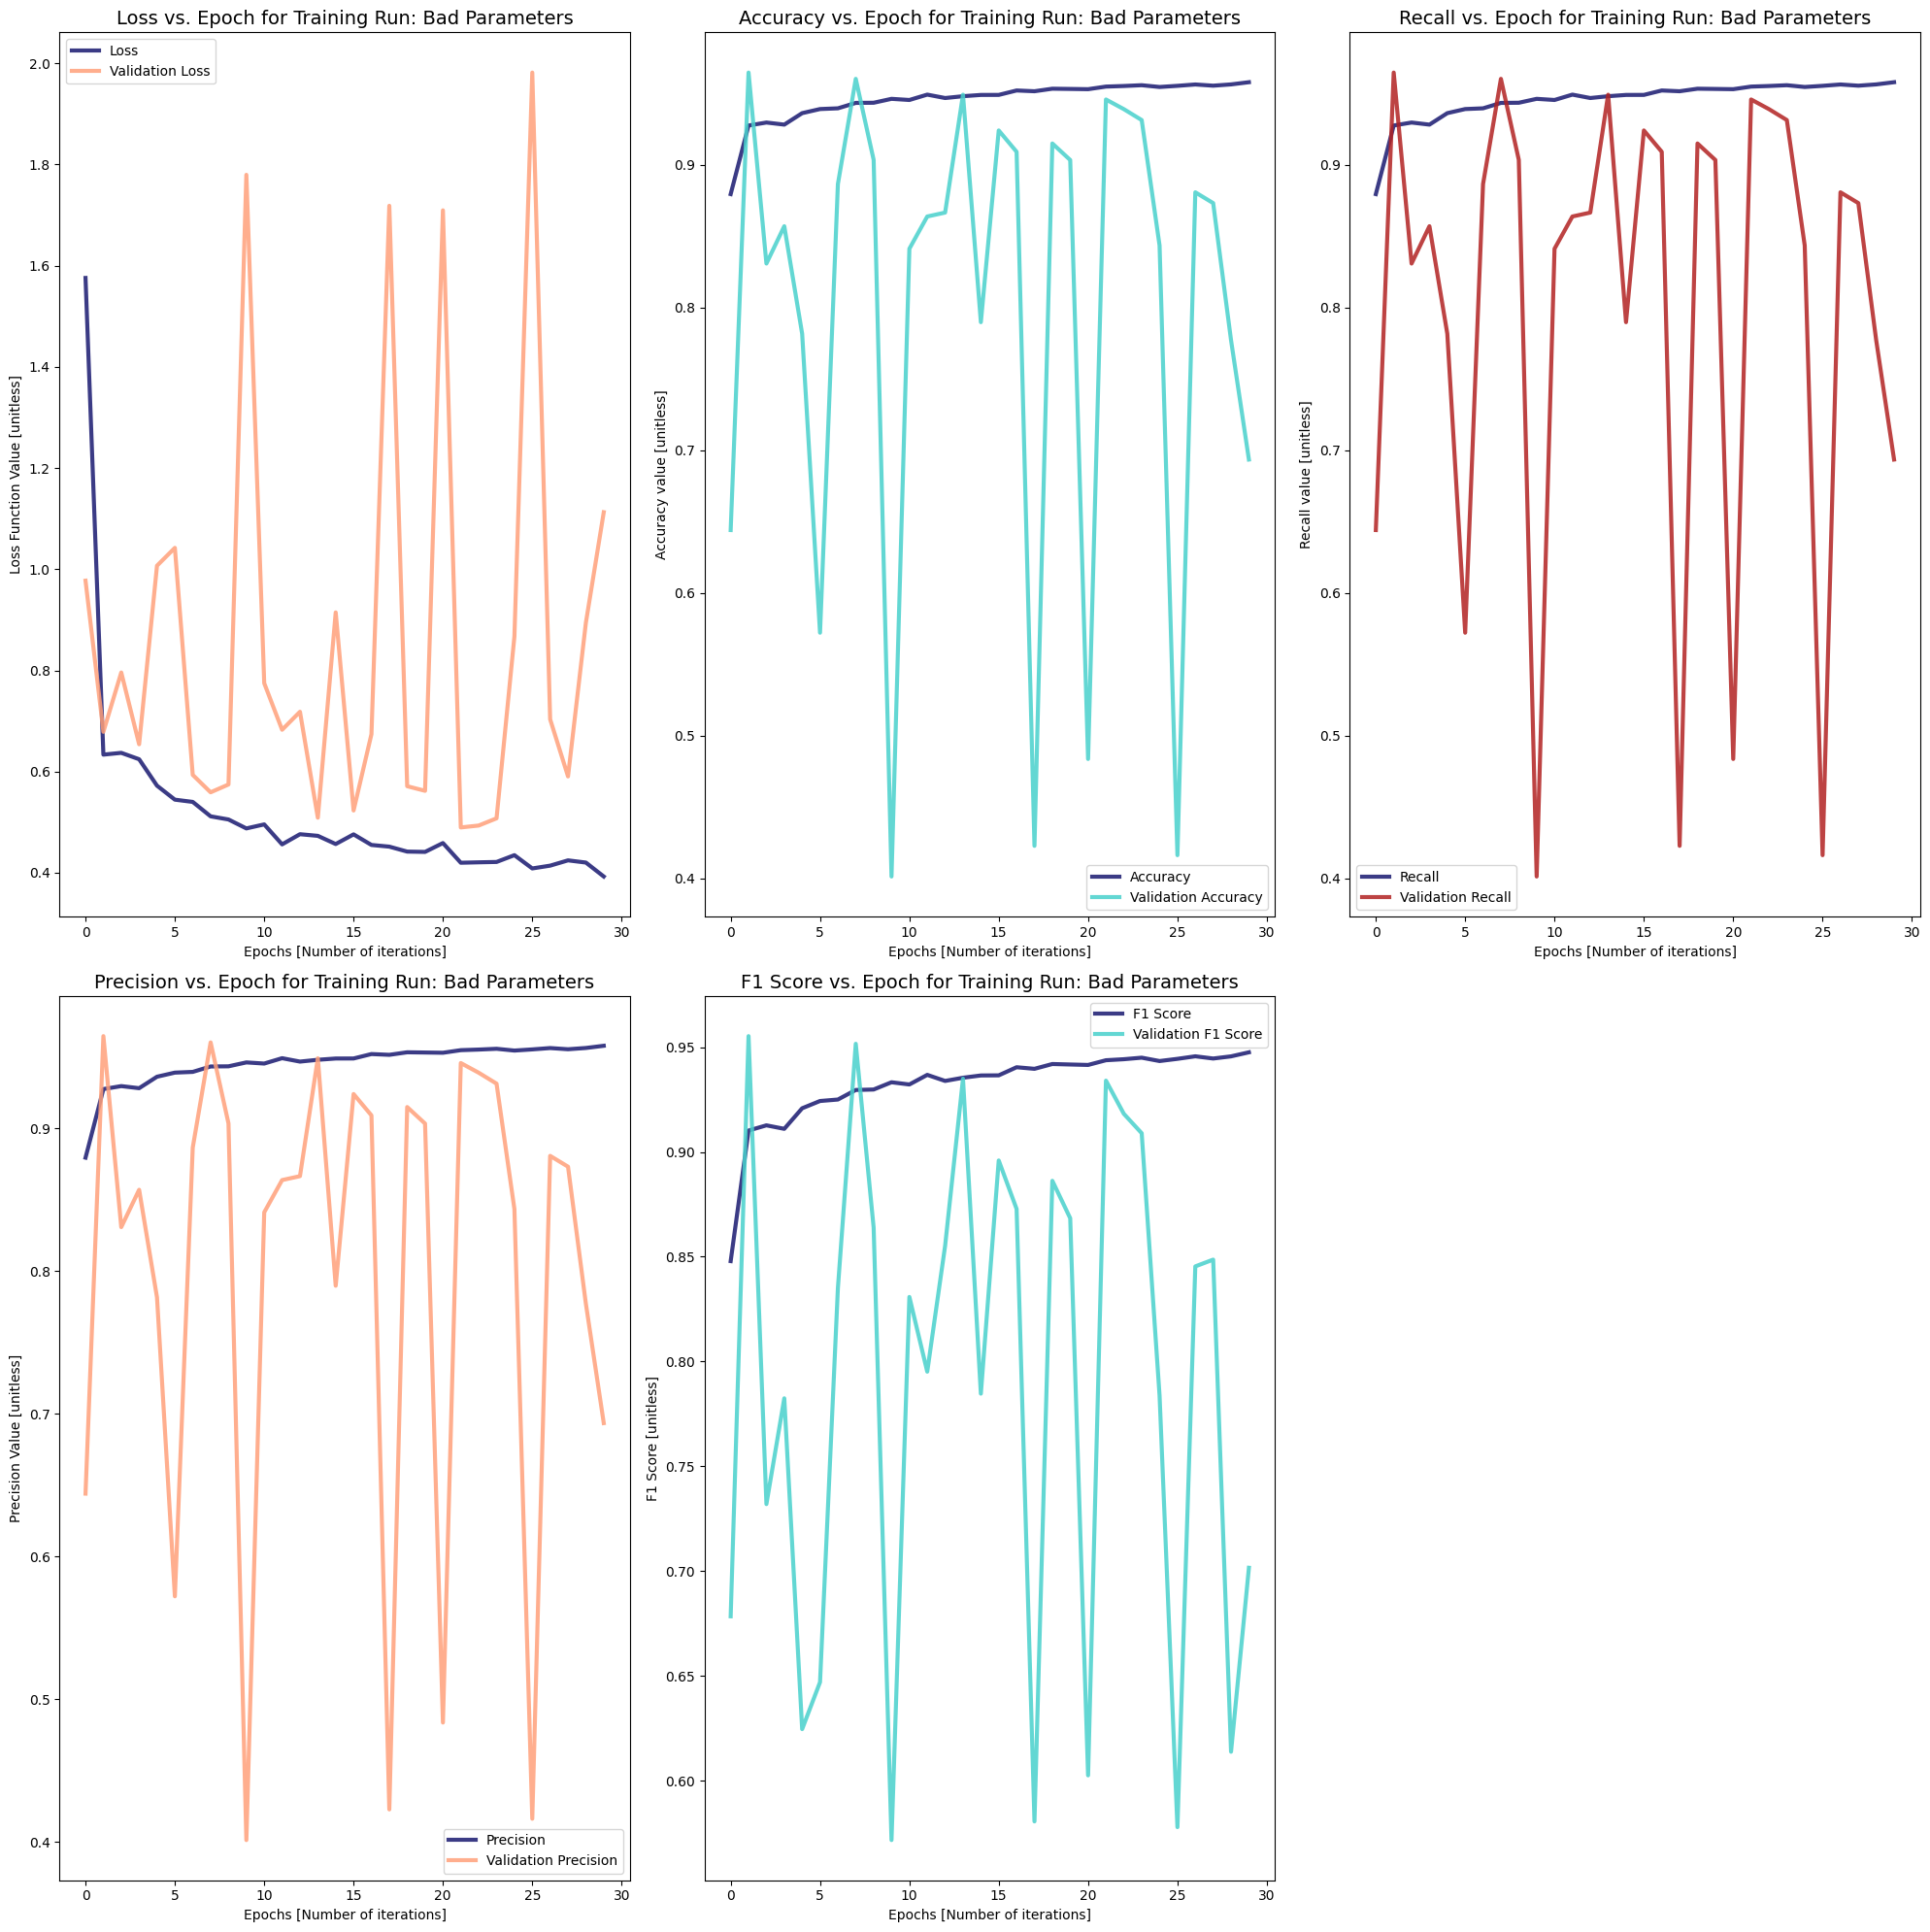 Loss vs. Epoch for Training Run: Bad Parameters
Loss
Validation Loss
2.0
1.8
1.6
1.4
1.2
1.0
0.8
0.6
0.4
Loss Function Value [unitless]
0 5 10 15 20 25 30
Epochs [Number of iterations]
Accuracy vs. Epoch for Training Run: Bad Parameters
0.9
0.8
0.7
0.6
0.5
0.4
Accuracy value [unitless]
Accuracy
Validation Accuracy
0 5 10 15 20 25 30
Epochs [Number of iterations]
Recall vs. Epoch for Training Run: Bad Parameters
0.9
0.8
0.7
0.6
0.5
0.4
Recall value [unitless]
Recall
Validation Recall
0 5 10 15 20 25 30
Epochs [Number of iterations]
Precision vs. Epoch for Training Run: Bad Parameters
0.9
0.8
0.7
0.6
0.5
0.4
Precision Value [unitless]
Precision
Validation Precision
0 5 10 15 20 25 30
Epochs [Number of iterations]
F1 Score vs. Epoch for Training Run: Bad Parameters
F1 Score
Validation F1 Score
0.95
0.90
0.85
0.80
0.75
0.70
0.65
0.60
F1 Score [unitless]
0 5 10 15 20 25 30
Epochs [Number of iterations]